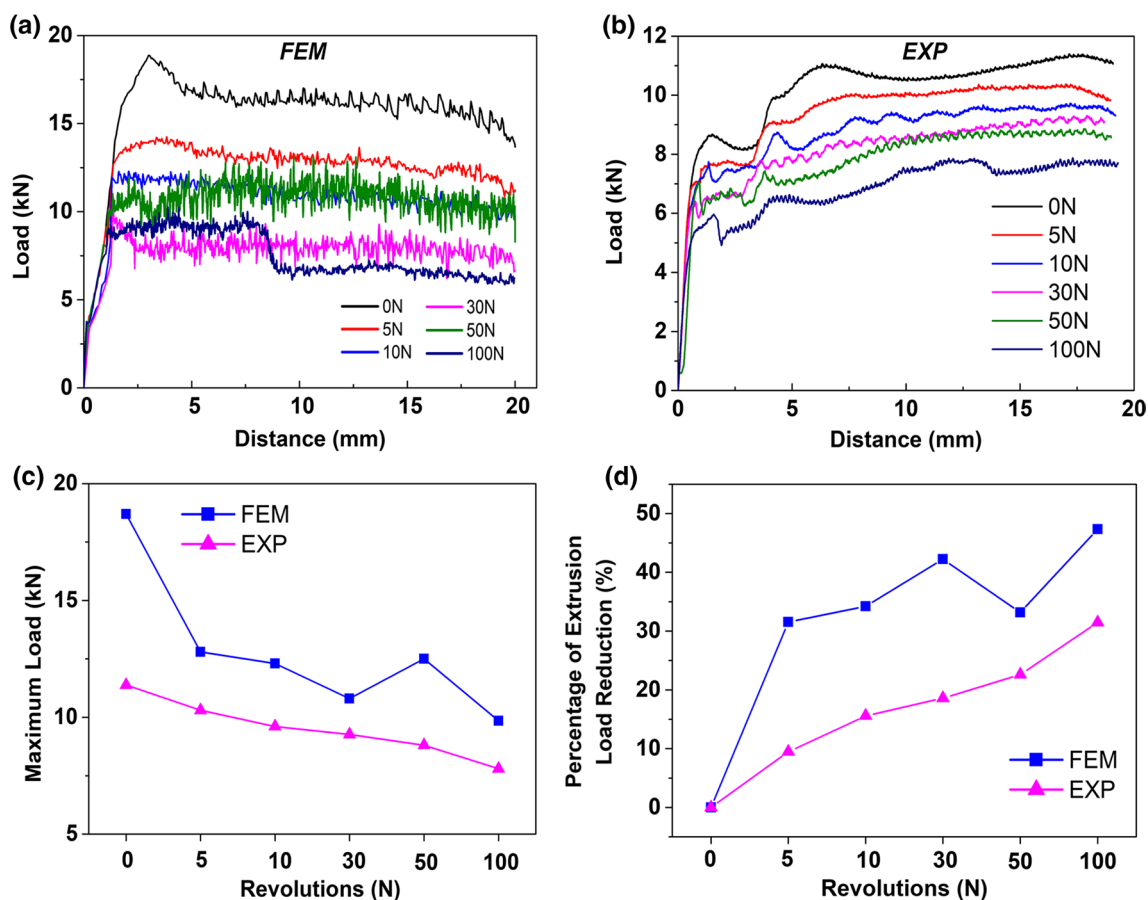 (a)
FEM
20
15
10
5
0
Load (kN)
0N
5N
10N
30N
50N
100N
0 5 10 15 20
Distance (mm)
(b)
EXP
12
10
8
6
4
2
0
Load (kN)
0N
5N
10N
30N
50N
100N
0 5 10 15 20
Distance (mm)
(c)
20
15
10
5
Maximum Load (kN)
FEM
EXP
0 5 10 30 50 100
Revolutions (N)
(d)
50
40
30
20
10
0
Percentage of Extrusion
Load Reduction (%)
FEM
EXP
0 5 10 30 50 100
Revolutions (N)